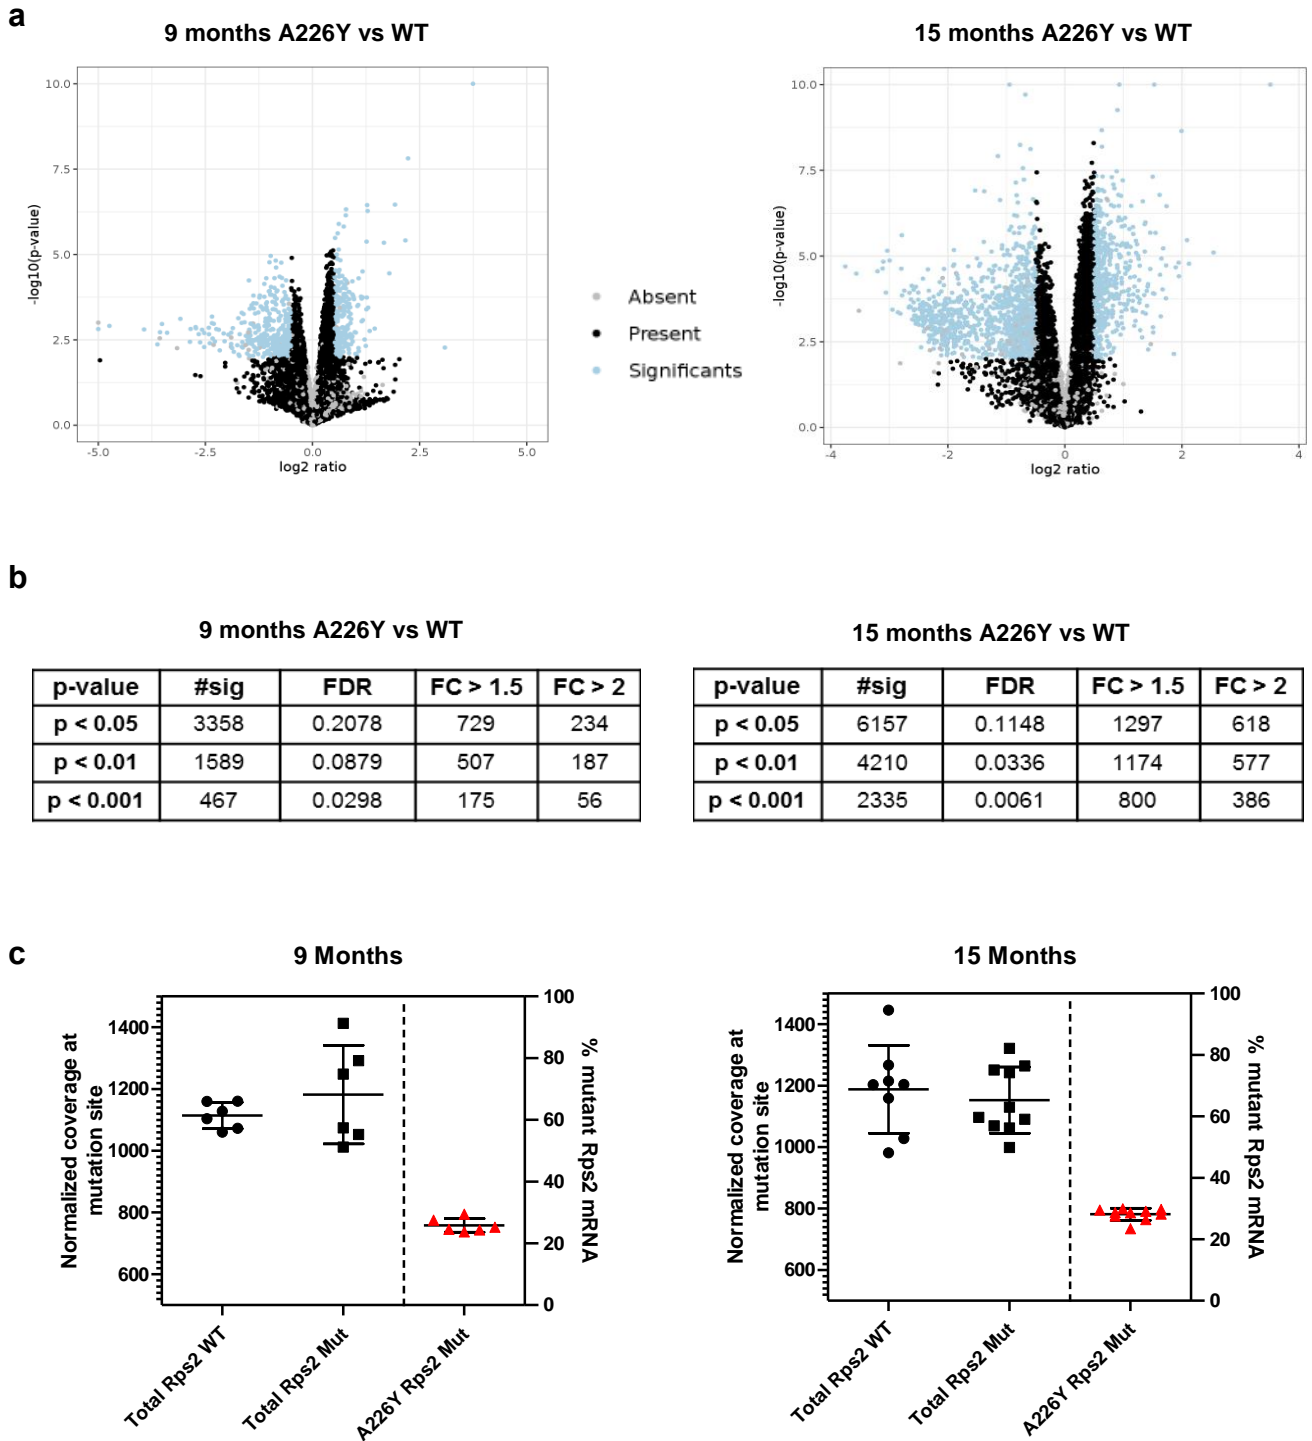 a
9 months A226Y vs WT
15 months A226Y vs WT
10.0
7.5
5.0
2.5
0.0
-log10(p-value)
-5.0 -2.5 0.0 2.5 5.0
log2 ratio
Absent
Present
Significants
10.0
7.5
5.0
2.5
0.0
-log10(p-value)
-4 -2 0 2 4
log2 ratio
b
9 months A226Y vs WT
p-value #sig FDR FC > 1.5 FC > 2
p < 0.05 3358 0.2078 729 234
p < 0.01 1589 0.0879 507 187
p < 0.001 467 0.0298 175 56
15 months A226Y vs WT
p-value #sig FDR FC > 1.5 FC > 2
p < 0.05 6157 0.1148 1297 618
p < 0.01 4210 0.0336 1174 577
p < 0.001 2335 0.0061 800 386
c
9 Months
Normalized coverage at
mutation site
1400
1200
1000
800
600
100
80
60
40
20
0
% mutant Rps2 mRNA
Total Rps2 WT
Total Rps2 Mut
A226Y Rps2 Mut
15 Months
Normalized coverage at
mutation site
1400
1200
1000
800
600
100
80
60
40
20
0
% mutant Rps2 mRNA
Total Rps2 WT
Total Rps2 Mut
A226Y Rps2 Mut